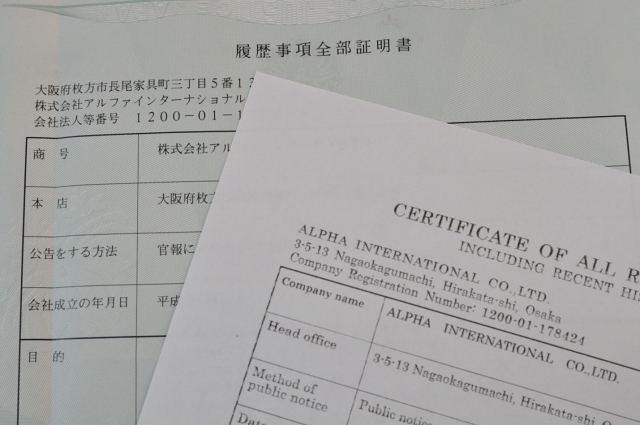 履歴事項全部証明書
大阪府枚方市長尾家具町三丁目5番1
株式会社アルファインターナショナル
会社法人等番号 1200-01-1
商号 株式会社アル
本店 大阪府枚方
公告をする方法 官報に
会社成立の年月日 平成
目的
CERTIFICATE OF ALL
INCLUDING RECENT
ALPHA INTERNATIONAL CO.,LTD.
3-5-13 Nagaokagumachi, Hirakata-shi, Osaka
Company Registration Number: 1200-01-178424
Company name ALPHA INTERNATIONAL CO.,LTD.
Head office 3-5-13 Nagaokagumachi, Hirakata-shi, O
Method of
public notice Public notic